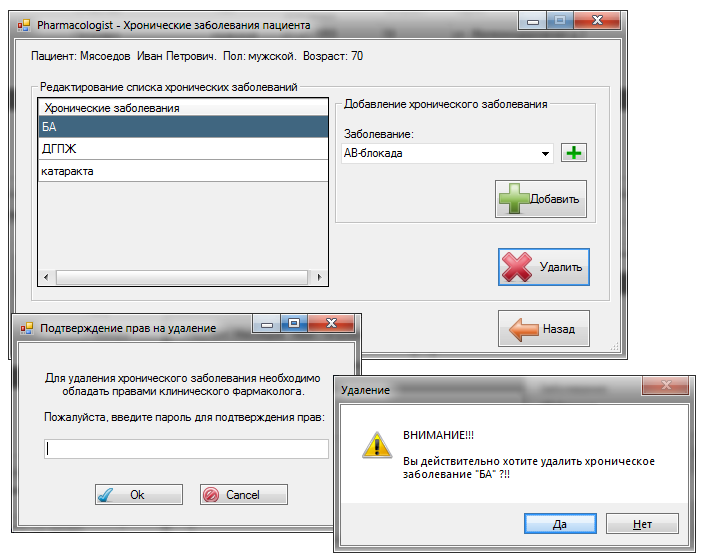 Pharmacologist - Хронические заболевания пациента
Пациент: Мясоедов Иван Петрович. Пол: мужской. Возраст: 70
Редактирование списка хронических заболеваний
Хронические заболевания
БА
ДГПЖ
катаракта
Добавление хронического заболевания
Заболевание:
АВ-блокада
Добавить
Удалить
Назад
Подтверждение прав на удаление
Для удаления хронического заболевания необходимо
обладать правами клинического фармаколога.
Пожалуйста, введите пароль для подтверждения прав:
Ok
Cancel
Удаление
ВНИМАНИЕ!!!
Вы действительно хотите удалить хроническое
заболевание "БА" ?!!
Да
Нет